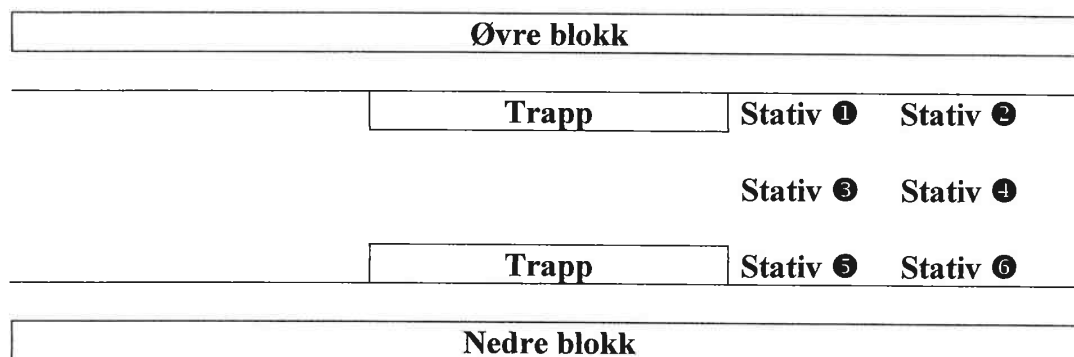 Øvre blokk
Trapp Stativ ❶ Stativ ❷
Stativ ❸ Stativ ❹
Trapp Stativ ❺ Stativ ❻
Nedre blokk